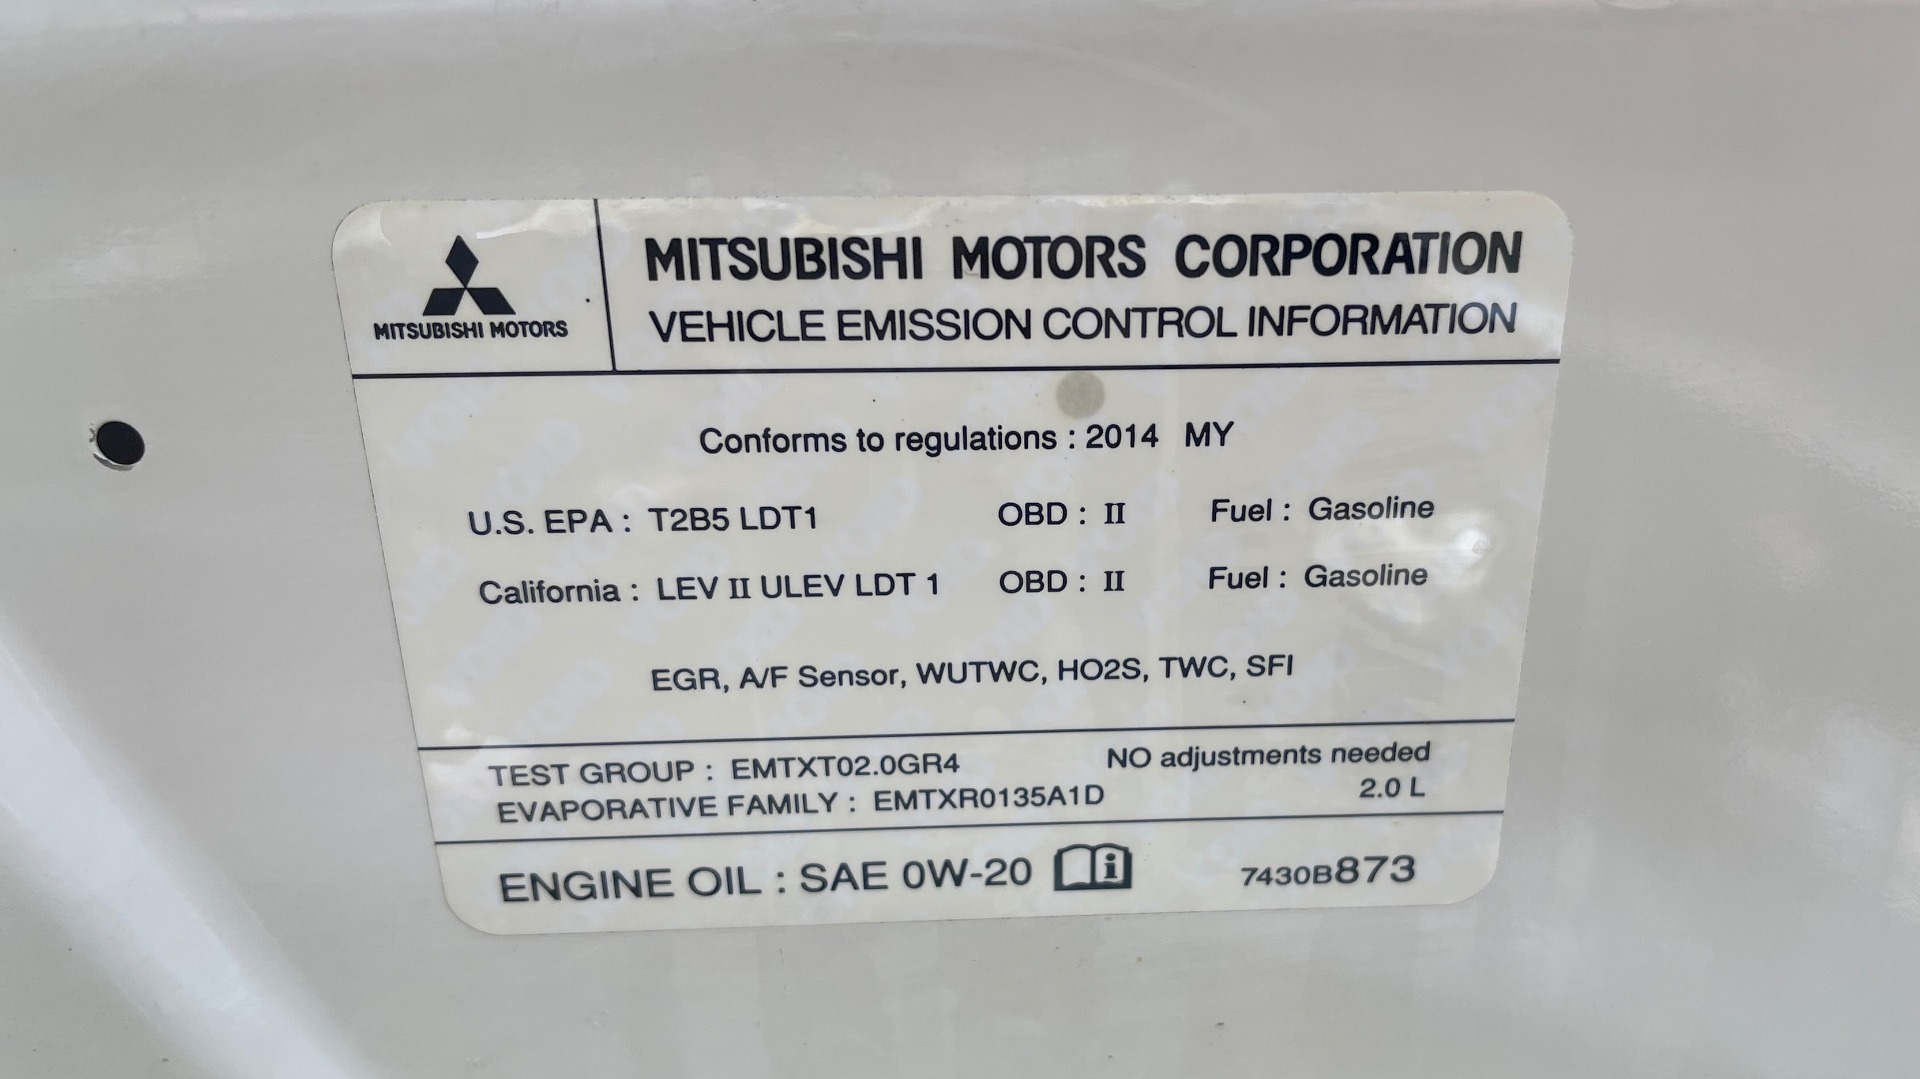 MITSUBISHI MOTORS
MITSUBISHI MOTORS CORPORATION
VEHICLE EMISSION CONTROL INFORMATION
Conforms to regulations : 2014 MY
U.S. EPA : T2B5 LDT1 OBD : II Fuel : Gasoline
California : LEV II ULEV LDT 1 OBD : II Fuel : Gasoline
EGR, A/F Sensor, WUTWC, HO2S, TWC, SFI
TEST GROUP : EMTXT02.0GR4 NO adjustments needed
EVAPORATIVE FAMILY : EMTXR0135A1D 2.0 L
ENGINE OIL : SAE 0W-20 7430B873